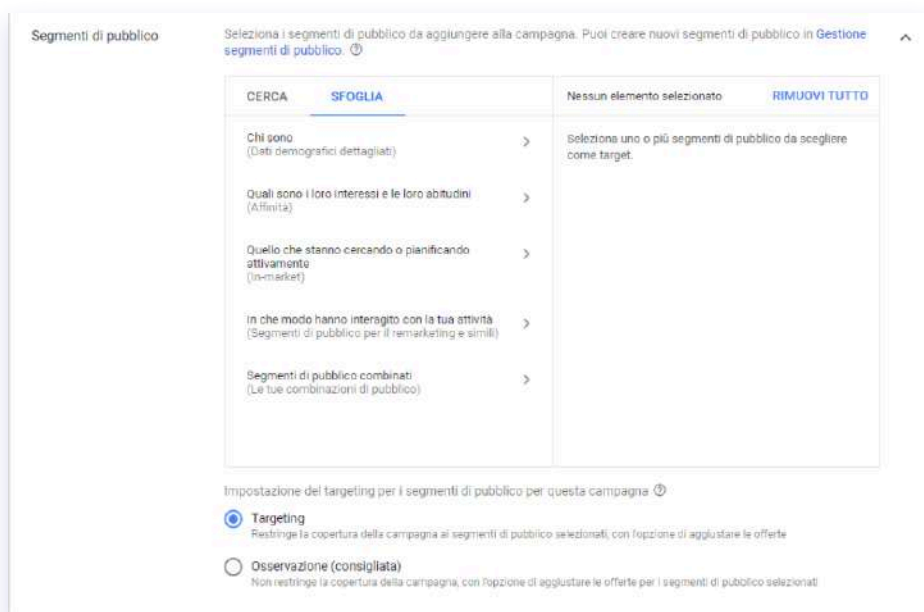 Segmenti di pubblico
Seleziona i segmenti di pubblico da aggiungere alla campagna. Puoi creare nuovi segmenti di pubblico in Gestione
segmenti di pubblico.
CERCA
SFOGLIA
Nessun elemento selezionato
RIMUOVI TUTTO
Chi sono
(Dati demografici dettagliati)
Seleziona uno o più segmenti di pubblico da scegliere
come target.
Quali sono i loro interessi e le loro abitudini
(Affinità)
Quello che stanno cercando o pianificando
attivamente
(In-market)
In che modo hanno interagito con la tua attività
(Segmenti di pubblico per il remarketing e simili)
Segmenti di pubblico combinati
(Le tue combinazioni di pubblico)
Impostazione del targeting per i segmenti di pubblico per questa campagna
Targeting
Restringe la copertura della campagna ai segmenti di pubblico selezionati, con l'opzione di aggiustare le offerte
Osservazione (consigliata)
Non restringe la copertura della campagna, con l'opzione di aggiustare le offerte per i segmenti di pubblico selezionati